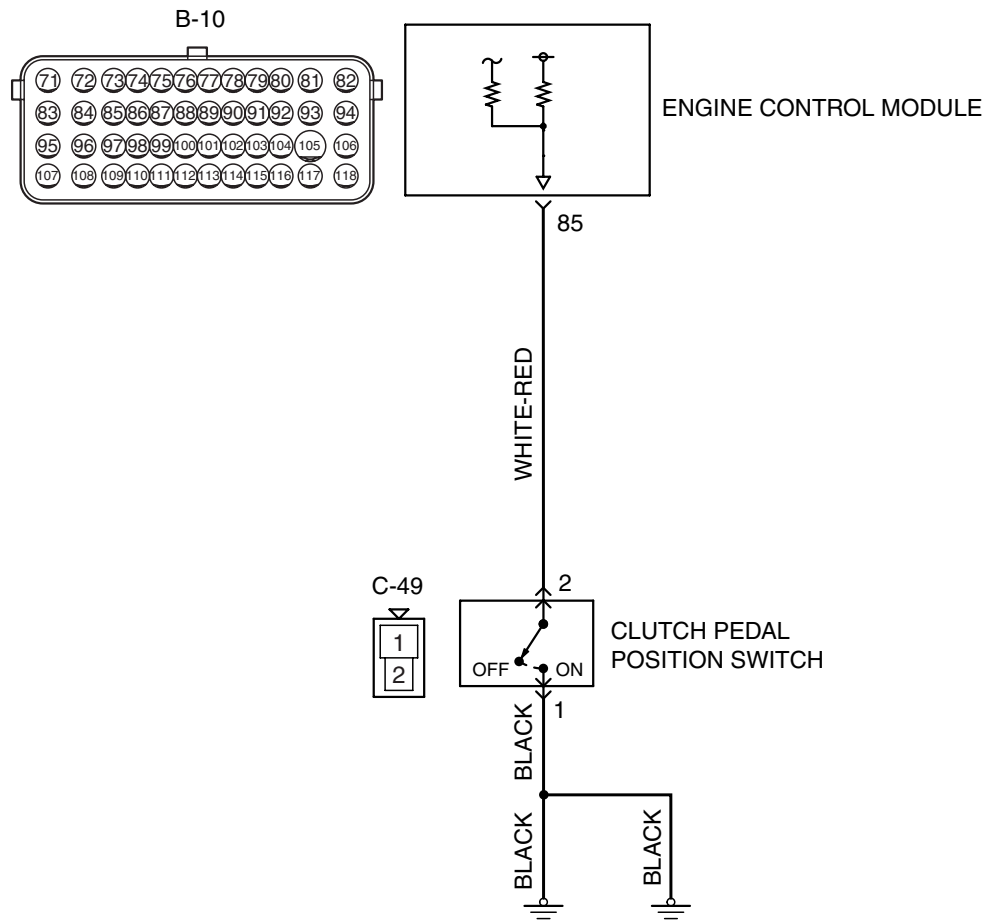 B-10
71 72 73 74 75 76 77 78 79 80 81 82
83 84 85 86 87 88 89 90 91 92 93 94
95 96 97 98 99 100 101 102 103 104 105 106
107 108 109 110 111 112 113 114 115 116 117 118
ENGINE CONTROL MODULE
85
WHITE-RED
C-49
1
2
2
CLUTCH PEDAL
POSITION SWITCH
OFF ON
1
BLACK
BLACK
BLACK